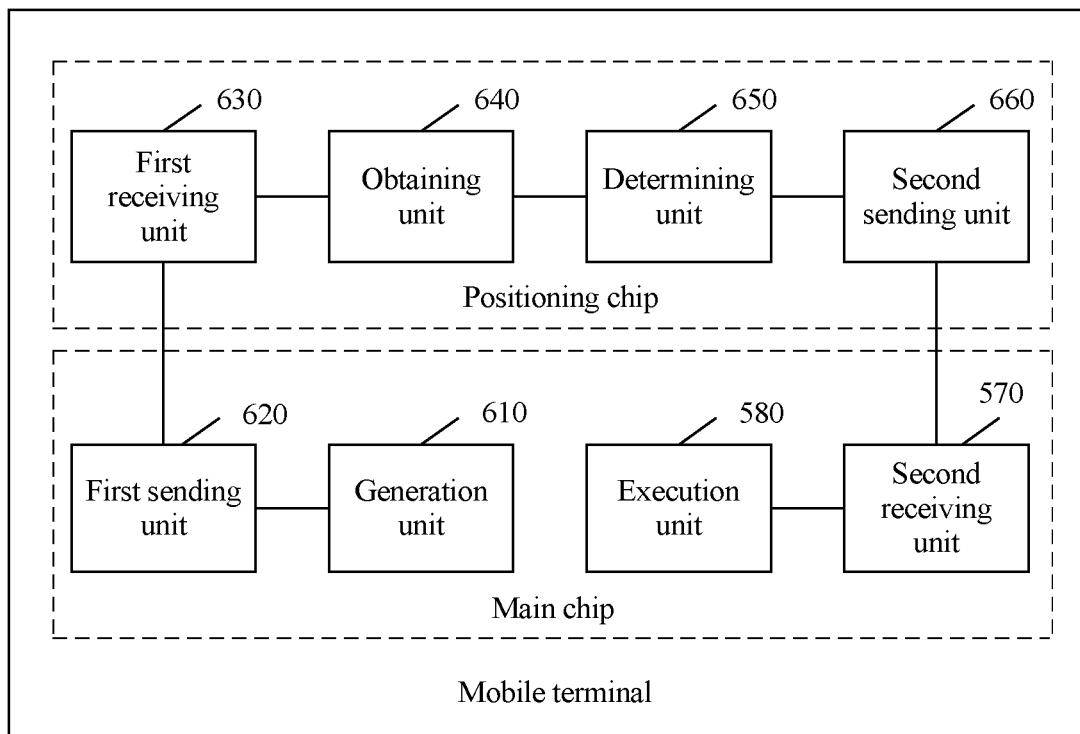 630
640
650
660
First
receiving
unit
Obtaining
unit
Determining
unit
Second
sending unit
Positioning chip
620
610
580
570
First sending
unit
Generation
unit
Execution
unit
Second
receiving
unit
Main chip
Mobile terminal